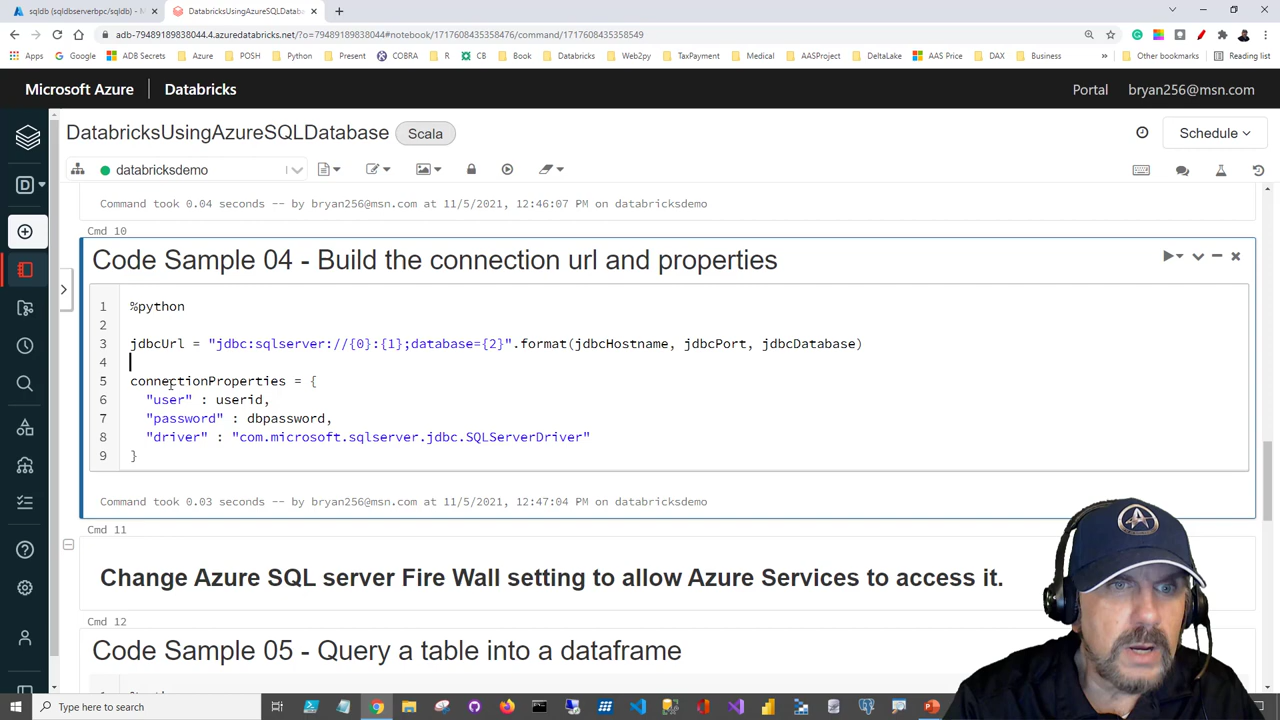 sqldb (sqldbserverbpc/sqldb) - M
DatabricksUsingAzureSQLDatab
adb-79489189838044.4.azuredatabricks.net/?o=79489189838044#notebook/1717608435358476/command/1717608435358549
Apps Google ADB Secrets Azure POSH Python Present COBRA R CB Book Databricks Web2py TaxPayment Medical AASProject DeltaLake AAS Price DAX Business Other bookmarks Reading list
Microsoft Azure Databricks Portal bryan256@msn.com
DatabricksUsingAzureSQLDatabase Scala Schedule
databricksdemo
Command took 0.04 seconds -- by bryan256@msn.com at 11/5/2021, 12:46:07 PM on databricksdemo
Cmd 10
Code Sample 04 - Build the connection url and properties
1 %python
2
3 jdbcUrl = "jdbc:sqlserver://{0}:{1};database={2}".format(jdbcHostname, jdbcPort, jdbcDatabase)
4
5 connectionProperties = {
6 "user" : userid,
7 "password" : dbpassword,
8 "driver" : "com.microsoft.sqlserver.jdbc.SQLServerDriver"
9 }
Command took 0.03 seconds -- by bryan256@msn.com at 11/5/2021, 12:47:04 PM on databricksdemo
Cmd 11
Change Azure SQL server Fire Wall setting to allow Azure Services to access it.
Cmd 12
Code Sample 05 - Query a table into a dataframe
Type here to search